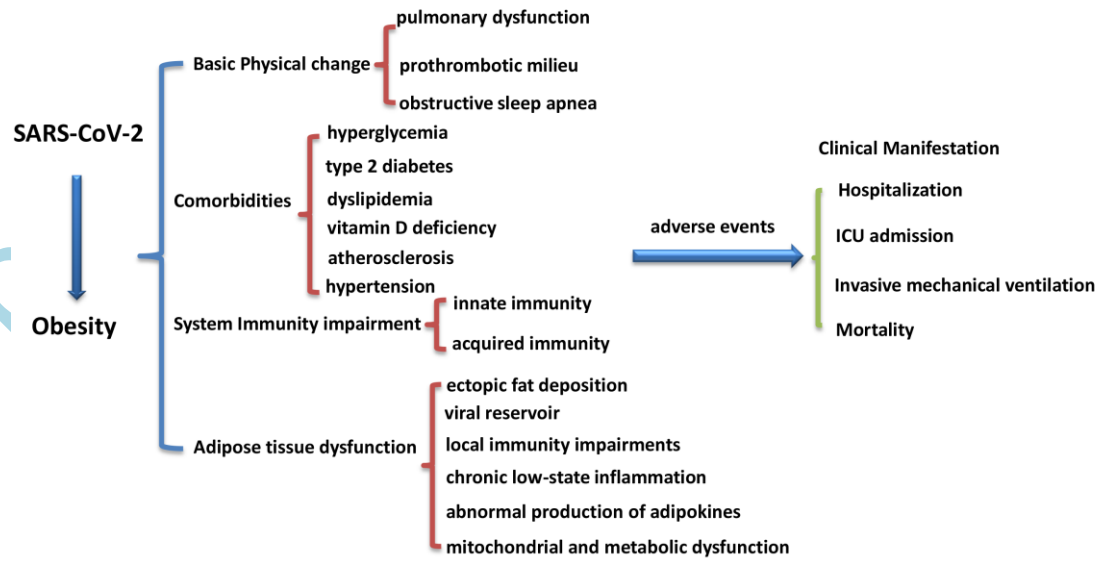 SARS-CoV-2
Obesity
Basic Physical change
pulmonary dysfunction
prothrombotic milieu
obstructive sleep apnea
Comorbidities
hyperglycemia
type 2 diabetes
dyslipidemia
vitamin D deficiency
atherosclerosis
hypertension
System Immunity impairment
innate immunity
acquired immunity
Adipose tissue dysfunction
ectopic fat deposition
viral reservoir
local immunity impairments
chronic low-state inflammation
abnormal production of adipokines
mitochondrial and metabolic dysfunction
adverse events
Clinical Manifestation
Hospitalization
ICU admission
Invasive mechanical ventilation
Mortality